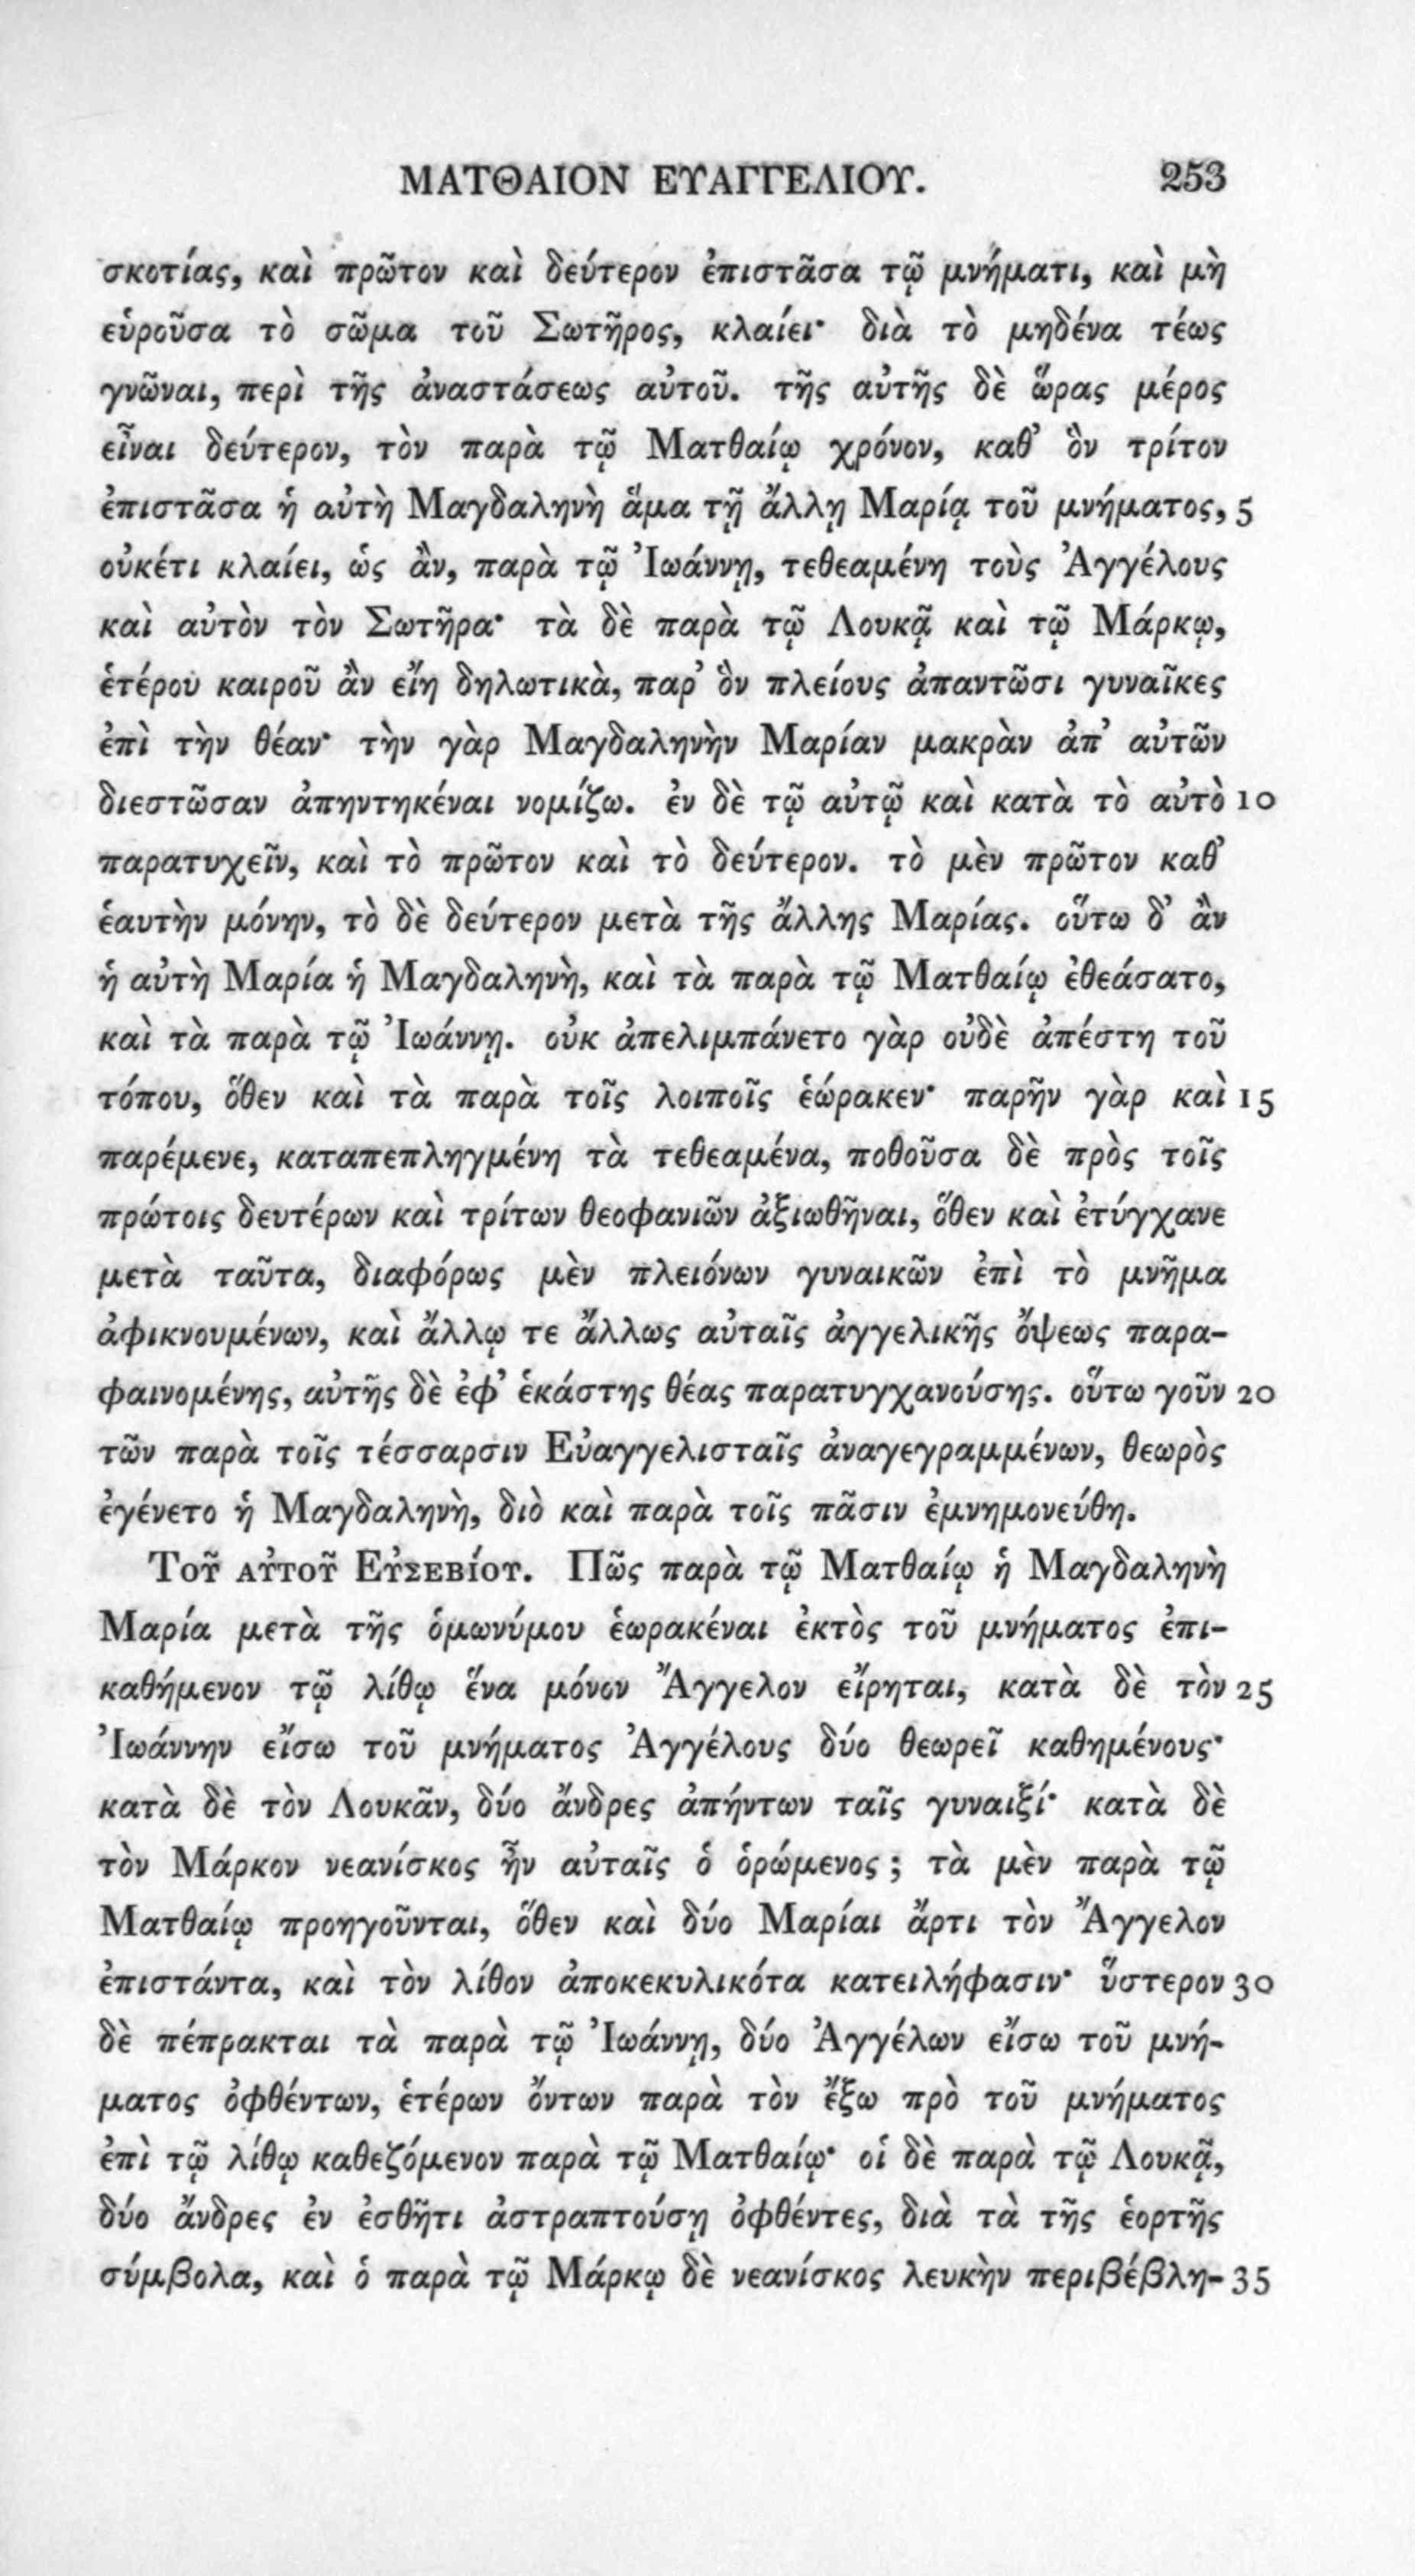 ΜΑΤΘΑΙΟΝ ΕΥΑΓΓΕΛΙΟΥ. 253
σκοτίας, καὶ πρῶτον καὶ δεύτερον ἐπιστᾶσα τῷ μνήματι, καὶ μὴ
εὑροῦσα τὸ σῶμα τοῦ Σωτῆρος, κλαίει· διὰ τὸ μηδένα τέως
γνῶναι, περὶ τῆς ἀναστάσεως αὐτοῦ. τῆς αὐτῆς δὲ ὥρας μέρος
εἶναι δεύτερον, τὸν παρὰ τῷ Ματθαίῳ χρόνον, καθ’ ὃν τρίτον
ἐπιστᾶσα ἡ αὐτὴ Μαγδαληνὴ ἅμα τῇ ἄλλῃ Μαρίᾳ τοῦ μνήματος, 5
οὐκέτι κλαίει, ὡς ἂν, παρὰ τῷ Ἰωάννῃ, τεθεαμένη τοὺς Ἀγγέλους
καὶ αὐτὸν τὸν Σωτῆρα· τὰ δὲ παρὰ τῷ Λουκᾷ καὶ τῷ Μάρκῳ,
ἑτέρου καιροῦ ἂν εἴη δηλωτικὰ, παρ’ ὃν πλείους ἀπαντῶσι γυναῖκες
ἐπὶ τὴν θέαν· τὴν γὰρ Μαγδαληνὴν Μαρίαν μακρὰν ἀπ’ αὐτῶν
διεστῶσαν ἀπηντηκέναι νομίζω. ἐν δὲ τῷ αὐτῷ καὶ κατὰ τὸ αὐτὸ 10
παρατυχεῖν, καὶ τὸ πρῶτον καὶ τὸ δεύτερον. τὸ μὲν πρῶτον καθ’
ἑαυτὴν μόνην, τὸ δὲ δεύτερον μετὰ τῆς ἄλλης Μαρίας. οὕτω δ’ ἂν
ἡ αὐτὴ Μαρία ἡ Μαγδαληνὴ, καὶ τὰ παρὰ τῷ Ματθαίῳ ἐθεάσατο,
καὶ τὰ παρὰ τῷ Ἰωάννῃ. οὐκ ἀπελιμπάνετο γὰρ οὐδὲ ἀπέστη τοῦ
τόπου, ὅθεν καὶ τὰ παρὰ τοῖς λοιποῖς ἑώρακεν· παρῆν γὰρ καὶ 15
παρέμενε, καταπεπληγμένη τὰ τεθεαμένα, ποθοῦσα δὲ πρὸς τοῖς
πρώτοις δευτέρων καὶ τρίτων θεοφανιῶν ἀξιωθῆναι, ὅθεν καὶ ἐτύγχανε
μετὰ ταῦτα, διαφόρως μὲν πλειόνων γυναικῶν ἐπὶ τὸ μνῆμα
ἀφικνουμένων, καὶ ἄλλῳ τε ἄλλως αὐταῖς ἀγγελικῆς ὄψεως παρα-
φαινομένης, αὐτῆς δὲ ἐφ’ ἑκάστης θέας παρατυγχανούσης. οὕτω γοῦν 20
τῶν παρὰ τοῖς τέσσαρσιν Εὐαγγελισταῖς ἀναγεγραμμένων, θεωρὸς
ἐγένετο ἡ Μαγδαληνὴ, διὸ καὶ παρὰ τοῖς πᾶσιν ἐμνημονεύθη.
Τοῦ αὐτοῦ Εὐσεβίου. Πῶς παρὰ τῷ Ματθαίῳ ἡ Μαγδαληνὴ
Μαρία μετὰ τῆς ὁμωνύμου ἑωρακέναι ἐκτὸς τοῦ μνήματος ἐπι-
καθήμενον τῷ λίθῳ ἕνα μόνον Ἄγγελον εἴρηται, κατὰ δὲ τὸν 25
Ἰωάννην εἴσω τοῦ μνήματος Ἀγγέλους δύο θεωρεῖ καθημένους·
κατὰ δὲ τὸν Λουκᾶν, δύο ἄνδρες ἀπήντων ταῖς γυναιξί· κατὰ δὲ
τὸν Μάρκον νεανίσκος ἦν αὐταῖς ὁ ὁρώμενος; τὰ μὲν παρὰ τῷ
Ματθαίῳ προηγοῦνται, ὅθεν καὶ δύο Μαρίαι ἄρτι τὸν Ἄγγελον
ἐπιστάντα, καὶ τὸν λίθον ἀποκεκυλικότα κατειλήφασιν· ὕστερον 30
δὲ πέπρακται τὰ παρὰ τῷ Ἰωάννῃ, δύο Ἀγγέλων εἴσω τοῦ μνή-
ματος ὀφθέντων, ἑτέρων ὄντων παρὰ τὸν ἔξω πρὸ τοῦ μνήματος
ἐπὶ τῷ λίθῳ καθεζόμενον παρὰ τῷ Ματθαίῳ· οἱ δὲ παρὰ τῷ Λουκᾷ,
δύο ἄνδρες ἐν ἐσθῆτι ἀστραπτούσῃ ὀφθέντες, διὰ τὰ τῆς ἑορτῆς
σύμβολα, καὶ ὁ παρὰ τῷ Μάρκῳ δὲ νεανίσκος λευκὴν περιβέβλη- 35